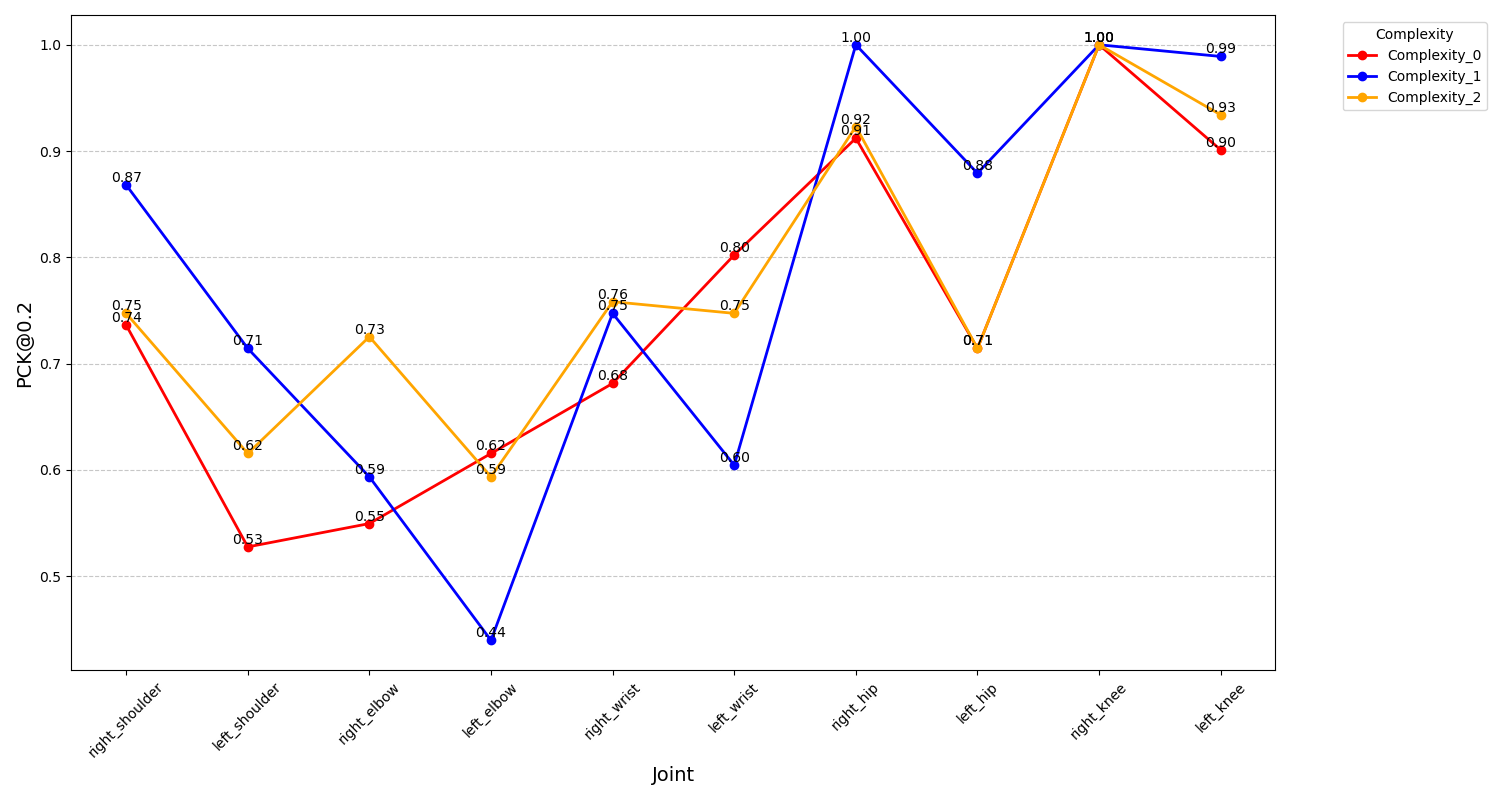 Complexity
Complexity_0
Complexity_1
Complexity_2
PCK@0.2
1.0
0.9
0.8
0.7
0.6
0.5
0.74
0.53
0.55
0.62
0.68
0.80
0.91
0.71
1.00
0.90
0.87
0.71
0.59
0.44
0.75
0.60
1.00
0.88
1.00
0.99
0.75
0.62
0.73
0.59
0.76
0.75
0.92
0.71
1.00
0.93
right_shoulder
left_shoulder
right_elbow
left_elbow
right_wrist
left_wrist
right_hip
left_hip
right_knee
left_knee
Joint